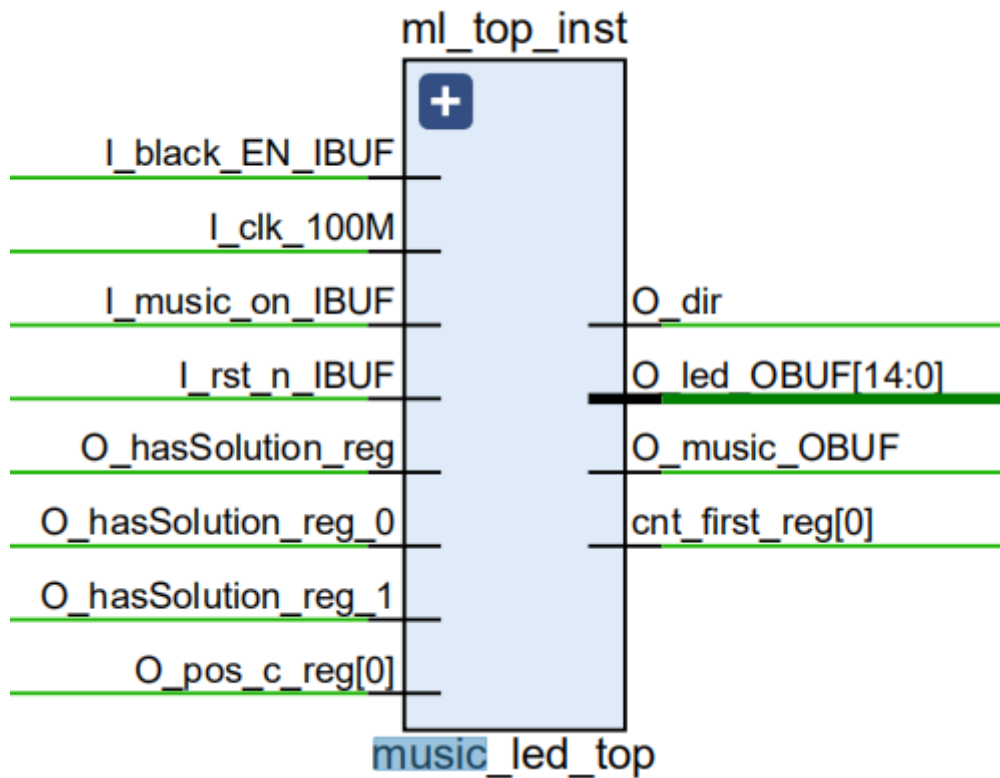 ml_top_inst
I_black_EN_IBUF
I_clk_100M
I_music_on_IBUF
I_rst_n_IBUF
O_hasSolution_reg
O_hasSolution_reg_0
O_hasSolution_reg_1
O_pos_c_reg[0]
O_dir
O_led_OBUF[14:0]
O_music_OBUF
cnt_first_reg[0]
music_led_top